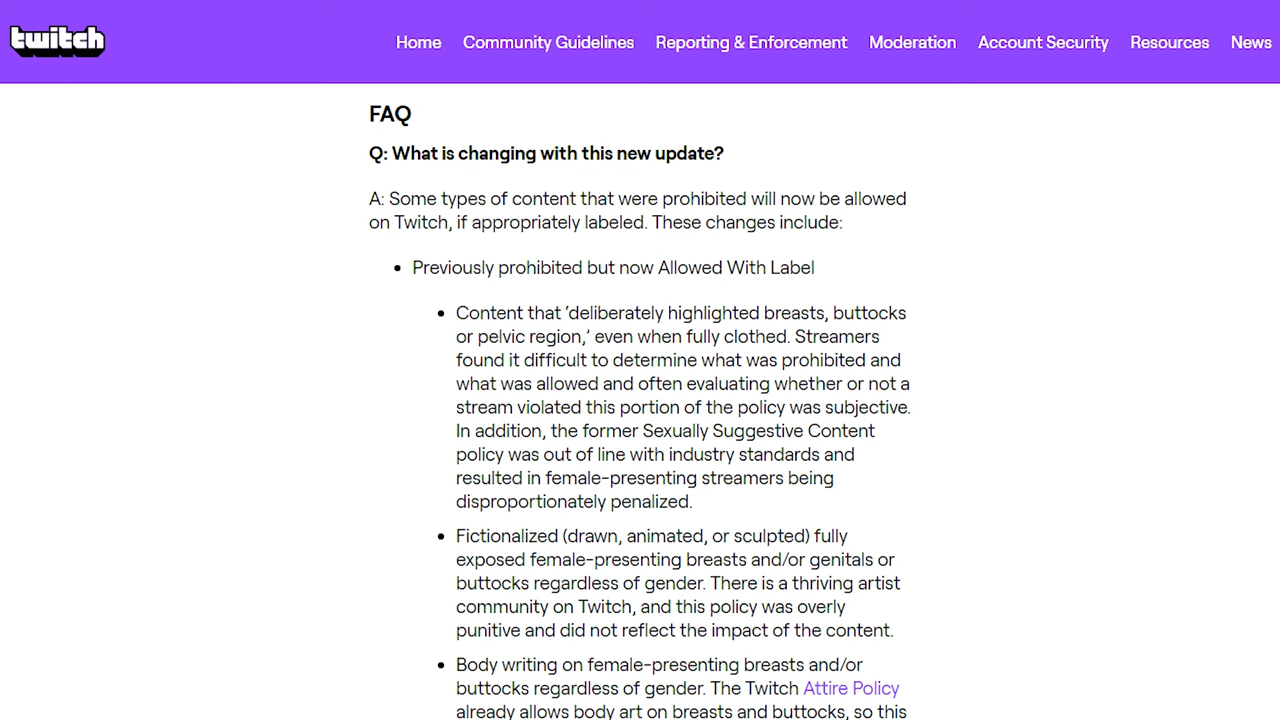 twitch
Home Community Guidelines Reporting & Enforcement Moderation Account Security Resources News
FAQ
Q: What is changing with this new update?
A: Some types of content that were prohibited will now be allowed
on Twitch, if appropriately labeled. These changes include:
• Previously prohibited but now Allowed With Label
• Content that ‘deliberately highlighted breasts, buttocks
or pelvic region,’ even when fully clothed. Streamers
found it difficult to determine what was prohibited and
what was allowed and often evaluating whether or not a
stream violated this portion of the policy was subjective.
In addition, the former Sexually Suggestive Content
policy was out of line with industry standards and
resulted in female-presenting streamers being
disproportionately penalized.
• Fictionalized (drawn, animated, or sculpted) fully
exposed female-presenting breasts and/or genitals or
buttocks regardless of gender. There is a thriving artist
community on Twitch, and this policy was overly
punitive and did not reflect the impact of the content.
• Body writing on female-presenting breasts and/or
buttocks regardless of gender. The Twitch Attire Policy
already allows body art on breasts and buttocks, so this